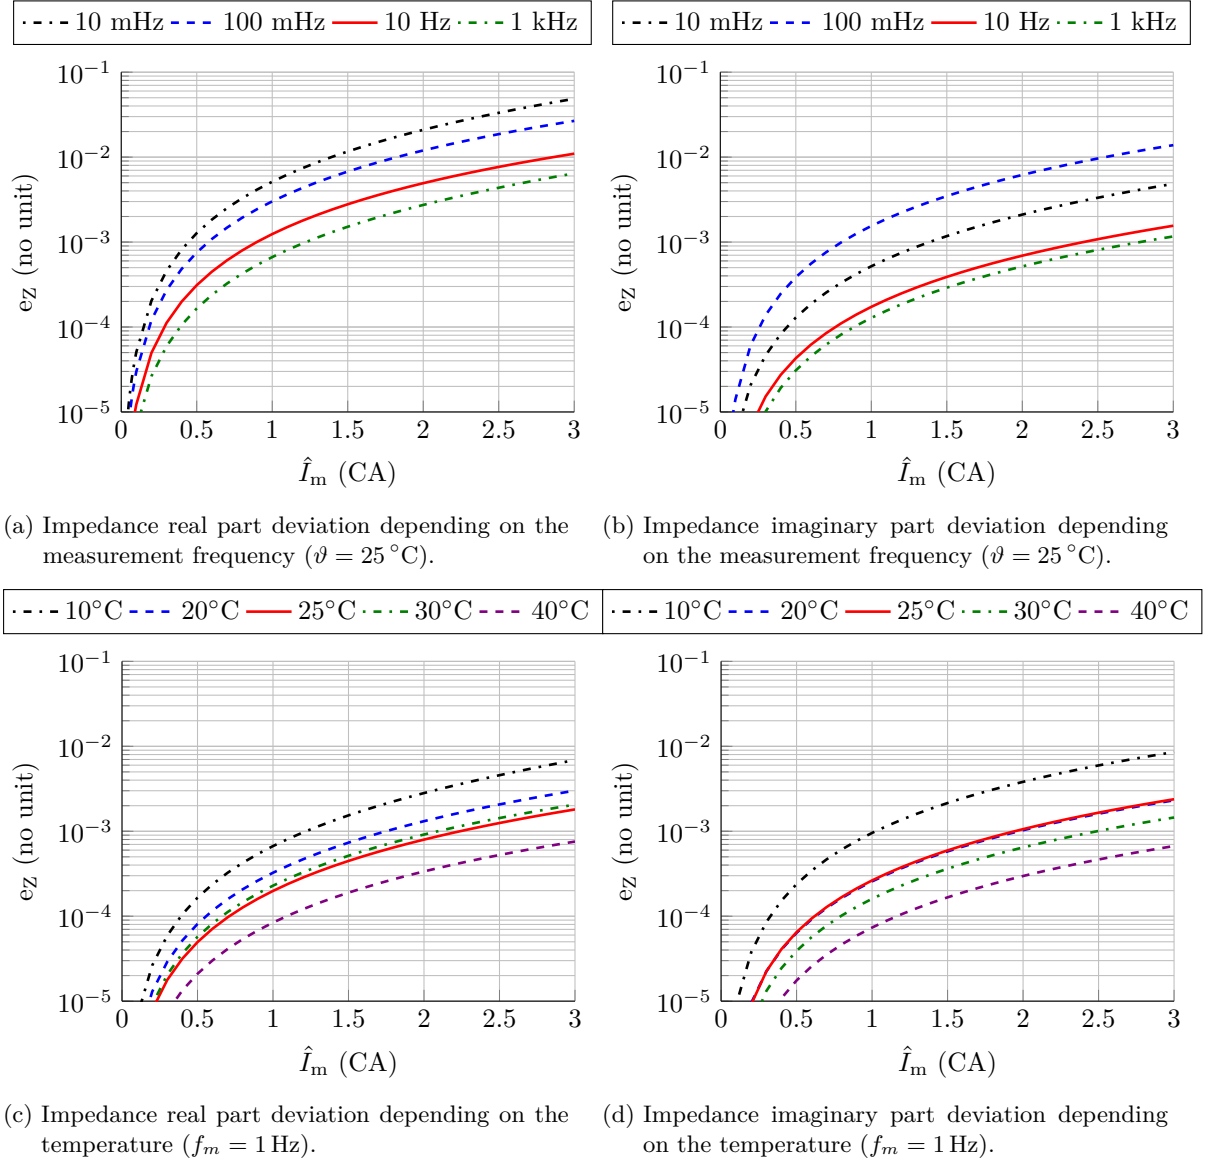 10 mHz 100 mHz 10 Hz 1 kHz
10⁻¹
10⁻²
10⁻³
10⁻⁴
10⁻⁵
e_Z (no unit)
0 0.5 1 1.5 2 2.5 3
Î_m (CA)
(a) Impedance real part deviation depending on the
measurement frequency (ϑ = 25 °C).
10 mHz 100 mHz 10 Hz 1 kHz
10⁻¹
10⁻²
10⁻³
10⁻⁴
10⁻⁵
e_Z (no unit)
0 0.5 1 1.5 2 2.5 3
Î_m (CA)
(b) Impedance imaginary part deviation depending
on the measurement frequency (ϑ = 25 °C).
10°C 20°C 25°C 30°C 40°C
10⁻¹
10⁻²
10⁻³
10⁻⁴
10⁻⁵
e_Z (no unit)
0 0.5 1 1.5 2 2.5 3
Î_m (CA)
(c) Impedance real part deviation depending on the
temperature (f_m = 1 Hz).
10°C 20°C 25°C 30°C 40°C
10⁻¹
10⁻²
10⁻³
10⁻⁴
10⁻⁵
e_Z (no unit)
0 0.5 1 1.5 2 2.5 3
Î_m (CA)
(d) Impedance imaginary part deviation depending
on the temperature (f_m = 1 Hz).